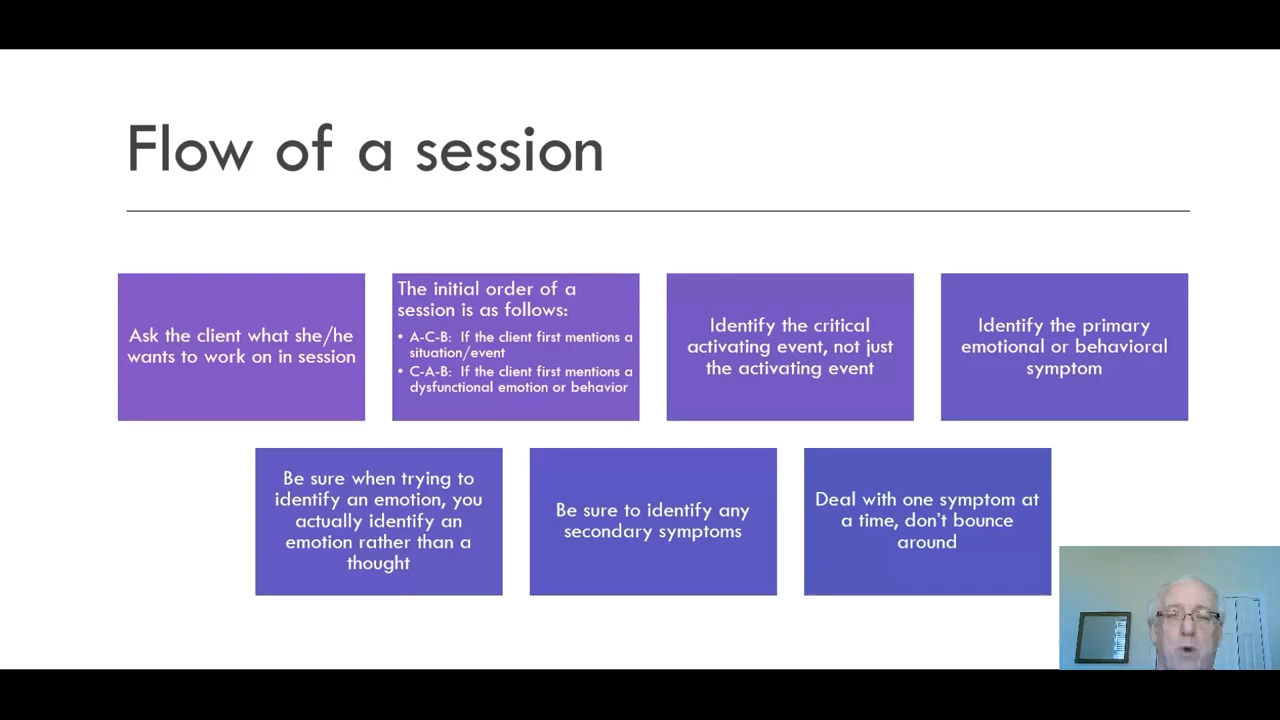 Flow of a session
Ask the client what she/he
wants to work on in session
The initial order of a
session is as follows:
• A-C-B:  If the client first mentions a
situation/event
• C-A-B:  If the client first mentions a
dysfunctional emotion or behavior
Identify the critical
activating event, not just
the activating event
Identify the primary
emotional or behavioral
symptom
Be sure when trying to
identify an emotion, you
actually identify an
emotion rather than a
thought
Be sure to identify any
secondary symptoms
Deal with one symptom at
a time, don't bounce
around